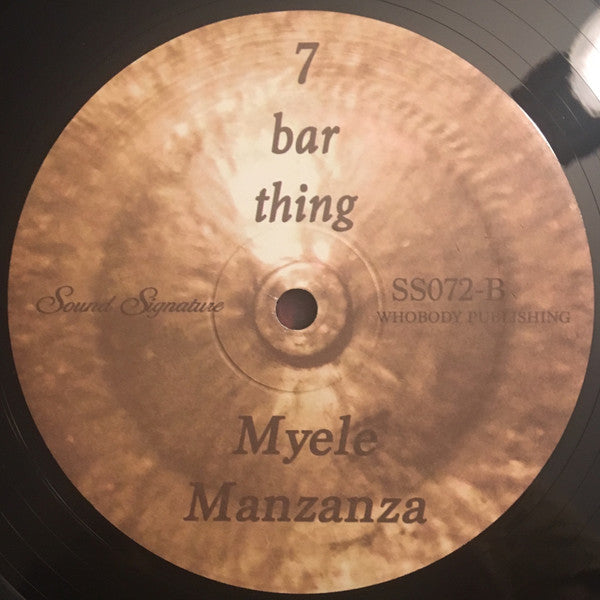 7
bar
thing
Sound Signature
SS072-B
WHOBODY PUBLISHING
Myele
Manzanza